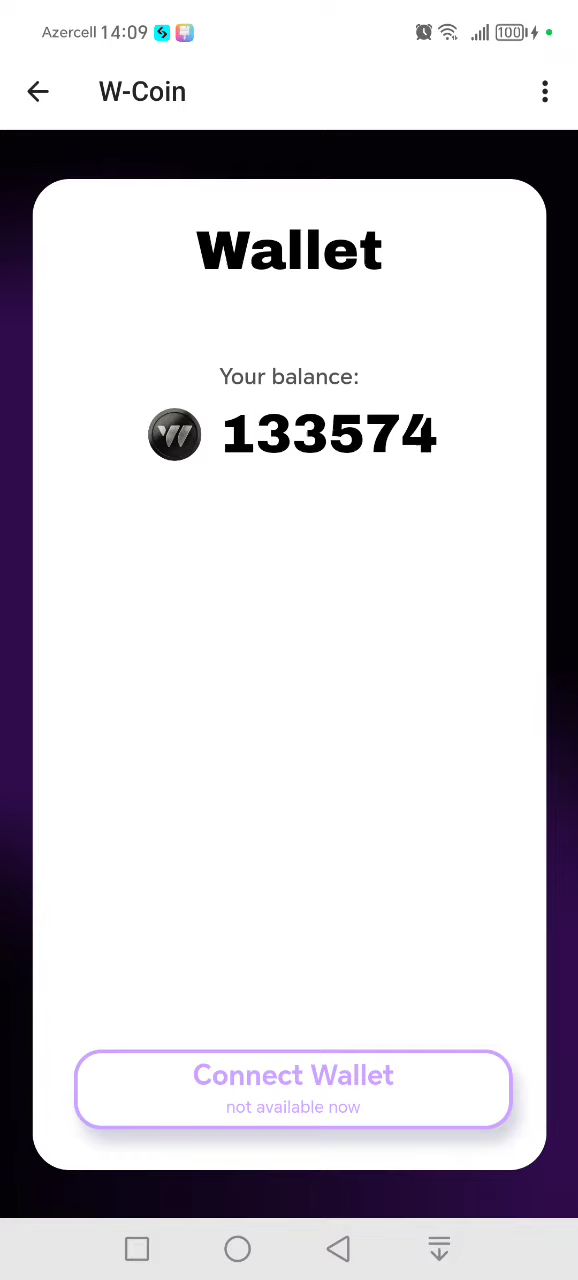 Azercell 14:09 100
W-Coin
Wallet
Your balance:
133574
Connect Wallet
not available now